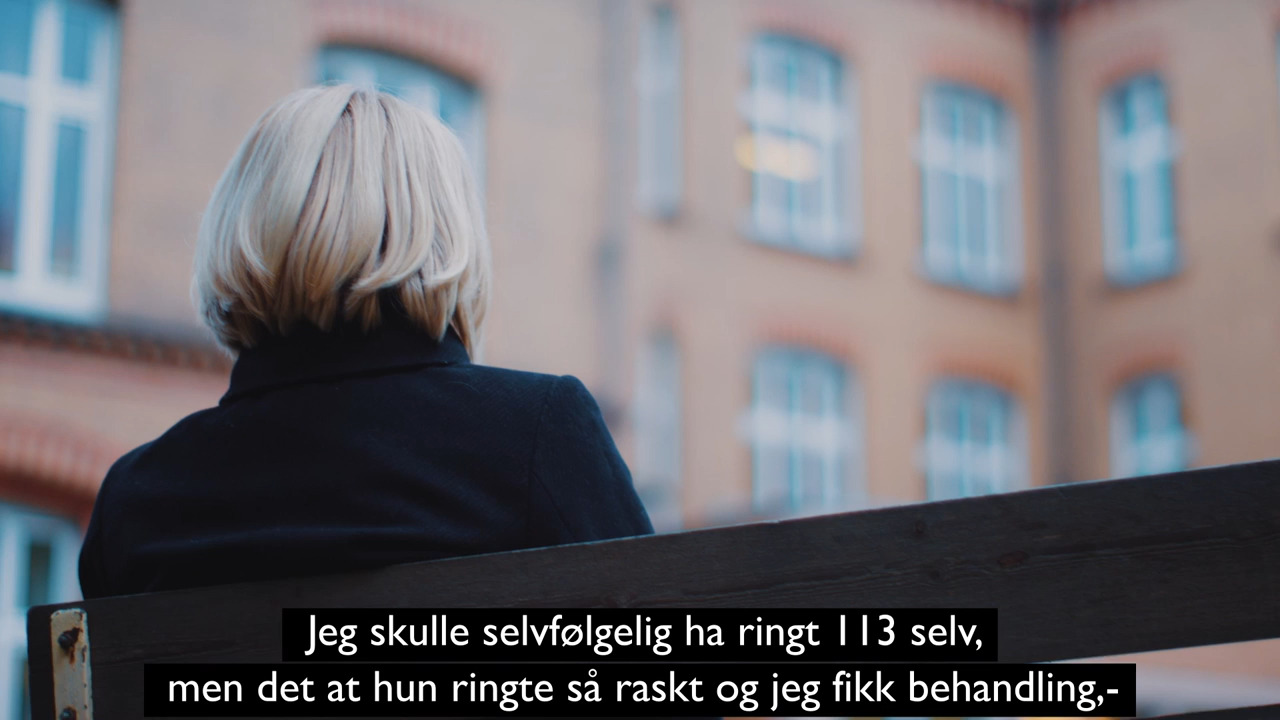 Jeg skulle selvfølgelig ha ringt 113 selv,
men det at hun ringte så raskt og jeg fikk behandling,-